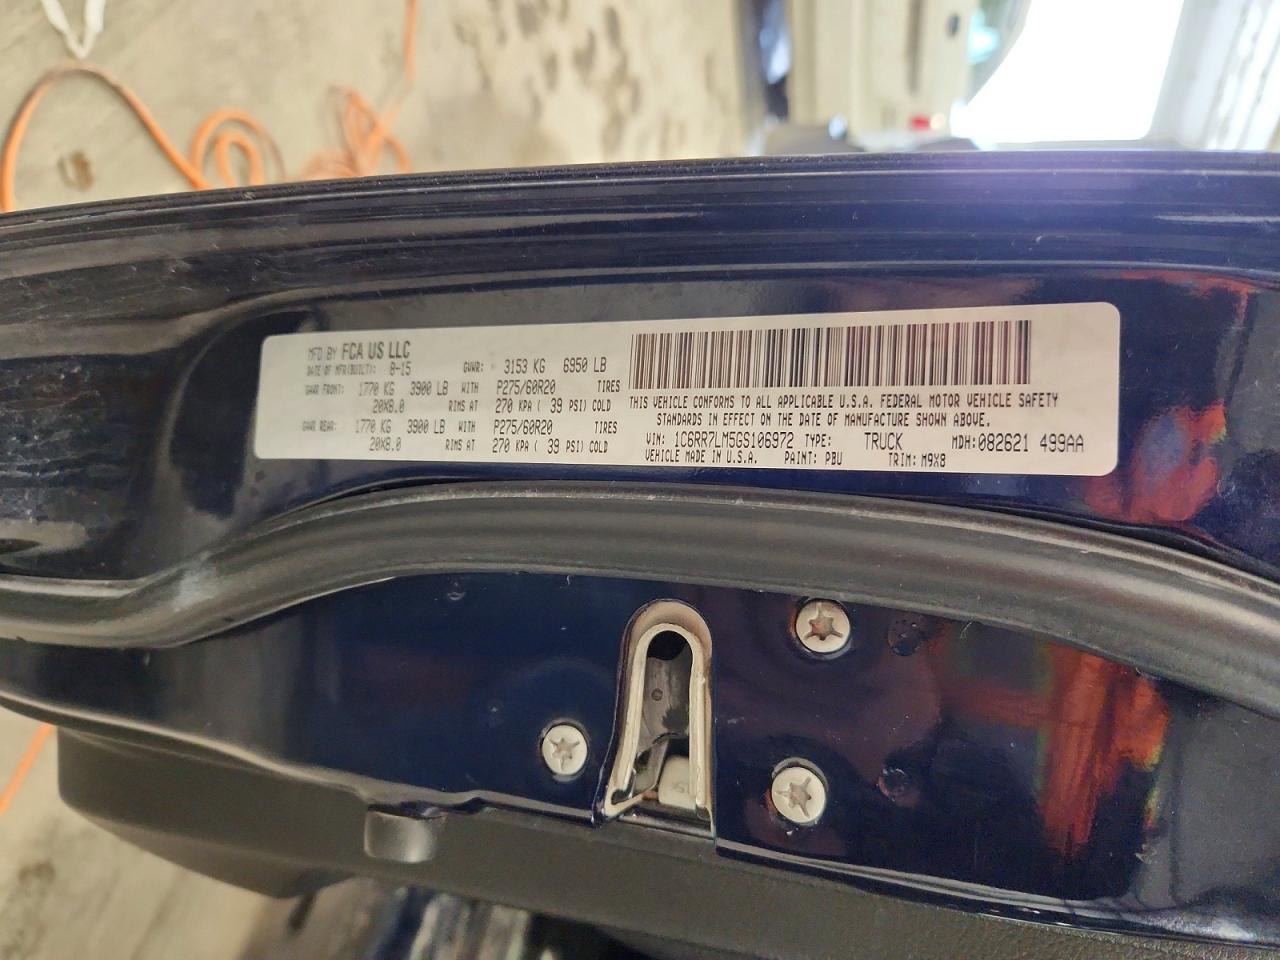 MFD BY FCA US LLC
DATE OF MFR(BUILT): 8-15 GVWR: 3153 KG 6950 LB
GAWR FRONT: 1770 KG 3900 LB WITH P275/60R20 TIRES
20X8.0 RIMS AT 270 KPA ( 39 PSI) COLD
GAWR REAR: 1770 KG 3900 LB WITH P275/60R20 TIRES
20X8.0 RIMS AT 270 KPA ( 39 PSI) COLD
THIS VEHICLE CONFORMS TO ALL APPLICABLE U.S.A. FEDERAL MOTOR VEHICLE SAFETY
STANDARDS IN EFFECT ON THE DATE OF MANUFACTURE SHOWN ABOVE.
VIN: 1C6RR7LM5GS106972 TYPE: TRUCK MDH:082621 499AA
VEHICLE MADE IN U.S.A. PAINT: PBU TRIM: M9X8